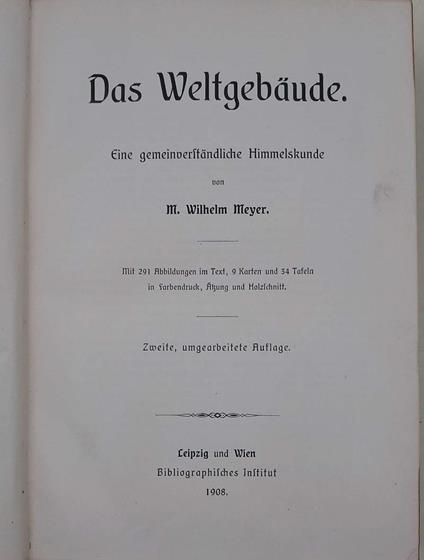 Das Weltgebäude.
Eine gemeinverſtändliche Himmelskunde
von
M. Wilhelm Meyer.
Mit 291 Abbildungen im Text, 9 Karten und 34 Tafeln
in Farbendruck, Ätzung und Holzſchnitt.
Zweite, umgearbeitete Auflage.
Leipzig und Wien
Bibliographiſches Inſtitut
1908.